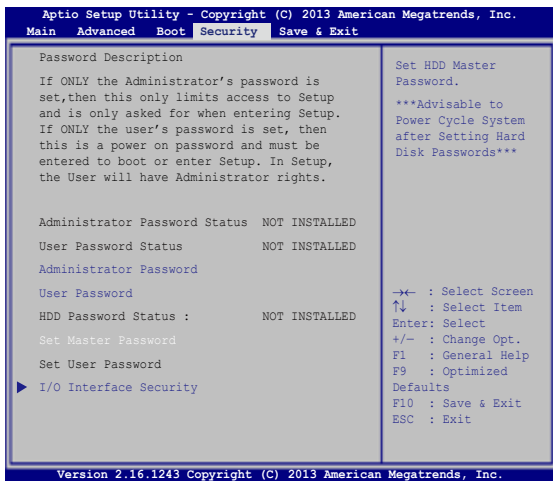 Aptio Setup Utility - Copyright (C) 2013 American Megatrends, Inc.
Main Advanced Boot Security Save & Exit
Password Description
If ONLY the Administrator's password is
set,then this only limits access to Setup
and is only asked for when entering Setup.
If ONLY the user's password is set, then
this is a power on password and must be
entered to boot or enter Setup. In Setup,
the User will have Administrator rights.
Administrator Password Status NOT INSTALLED
User Password Status NOT INSTALLED
Administrator Password
User Password
HDD Password Status : NOT INSTALLED
Set Master Password
Set User Password
I/O Interface Security
Set HDD Master
Password.
***Advisable to
Power Cycle System
after Setting Hard
Disk Passwords***
→← : Select Screen
↑↓ : Select Item
Enter: Select
+/— : Change Opt.
F1 : General Help
F9 : Optimized
Defaults
F10 : Save & Exit
ESC : Exit
Version 2.16.1243 Copyright (C) 2013 American Megatrends, Inc.